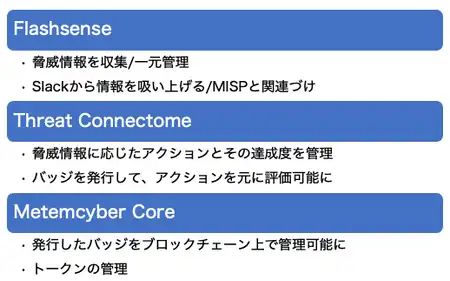 Flashsense
・脅威情報を収集/一元管理
・Slackから情報を吸い上げる/MISPと関連づけ
Threat Connectome
・脅威情報に応じたアクションとその達成度を管理
・バッジを発行して、アクションを元に評価可能に
Metemcyber Core
・発行したバッジをブロックチェーン上で管理可能に
・トークンの管理